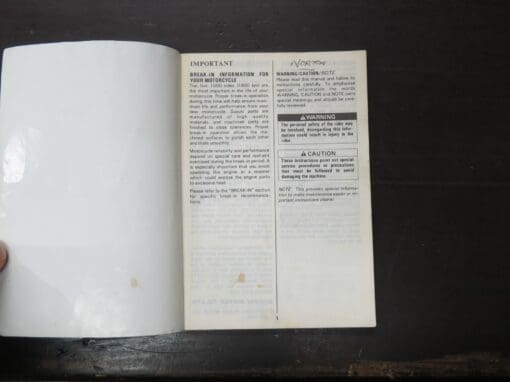 IMPORTANT
BREAK-IN INFORMATION FOR
YOUR MOTORCYCLE
The first 1000 miles (1600 km) are
the most important in the life of your
motorcycle. Proper break-in operation
during this time will help ensure maxi-
mum life and performance from your
new motorcycle. Suzuki parts are
manufactured of high quality
materials, and machined parts are
finished to close tolerances. Proper
break-in operation allows the ma-
chined surfaces to polish each other
and mate smoothly.
Motorcycle reliability and performance
depend on special care and restraint
exercised during the break-in period. It
is especially important that you avoid
operating the engine in a manner
which could expose the engine parts
to excessive heat.
Please refer to the "BREAK-IN" section
for specific break-in recommenda-
tions.
WARNING/CAUTION/NOTE
Please read this manual and follow its
instructions carefully. To emphasize
special information the words
WARNING, CAUTION and NOTE carry
special meanings and should be care-
fully reviewed.
WARNING
The personal safety of the rider may
be involved, disregarding this infor-
mation could result in injury to the
rider.
CAUTION
These instructions point out special
service procedures or precautions
that must be followed to avoid
damaging the machine.
NOTE: This provides special informa-
tion to make maintenance easier or im-
portant instructions clearer.